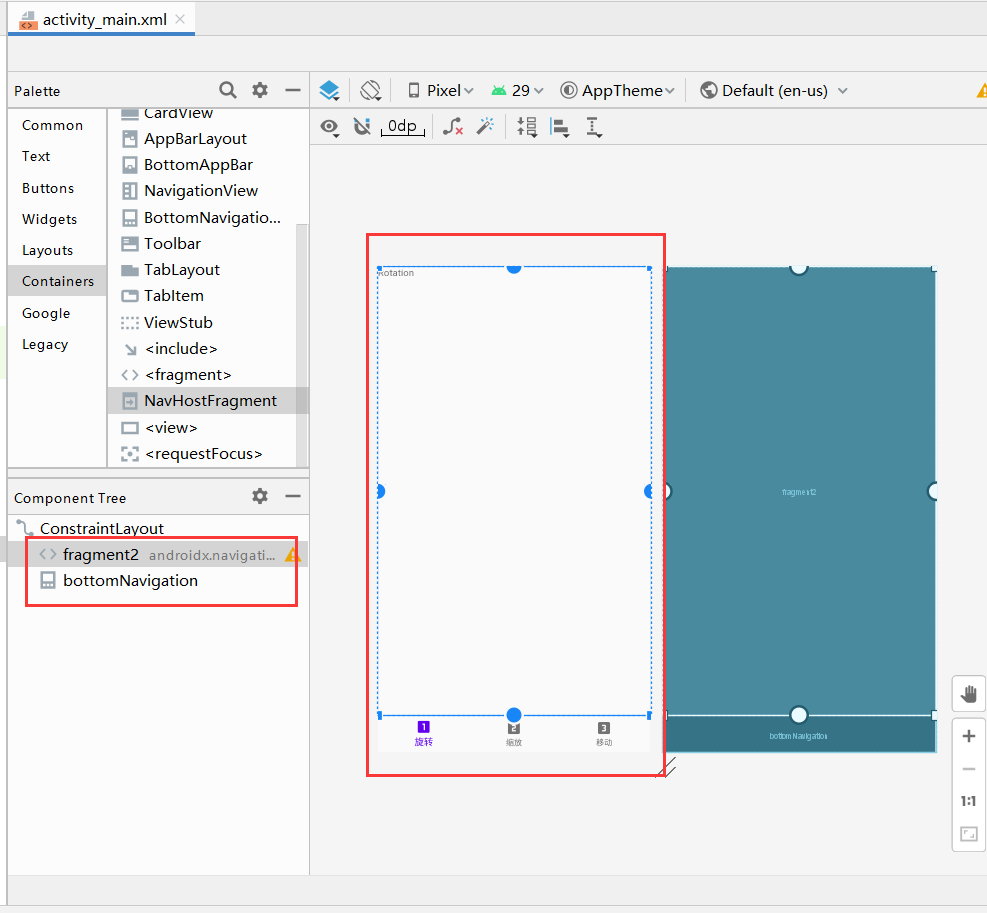 activity_main.xml
Palette
Pixel
29
AppTheme
Default (en-us)
0dp
Common
Text
Buttons
Widgets
Layouts
Containers
Google
Legacy
CardView
AppBarLayout
BottomAppBar
NavigationView
BottomNavigatio...
Toolbar
TabLayout
TabItem
ViewStub
<include>
<fragment>
NavHostFragment
<view>
<requestFocus>
Component Tree
ConstraintLayout
fragment2 androidx.navigati...
bottomNavigation
Rotation
1
旋转
2
缩放
3
移动
fragment2
bottomNavigation
1:1